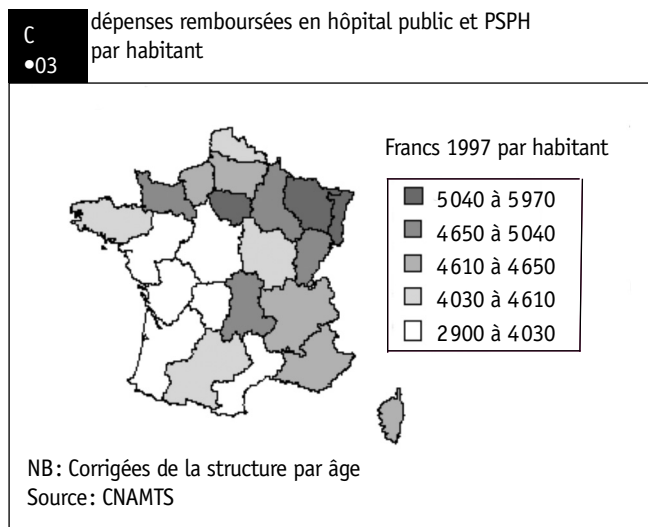 C
•03
dépenses remboursées en hôpital public et PSPH
par habitant
Francs 1997 par habitant
5040 à 5970
4650 à 5040
4610 à 4650
4030 à 4610
2900 à 4030
NB: Corrigées de la structure par âge
Source: CNAMTS